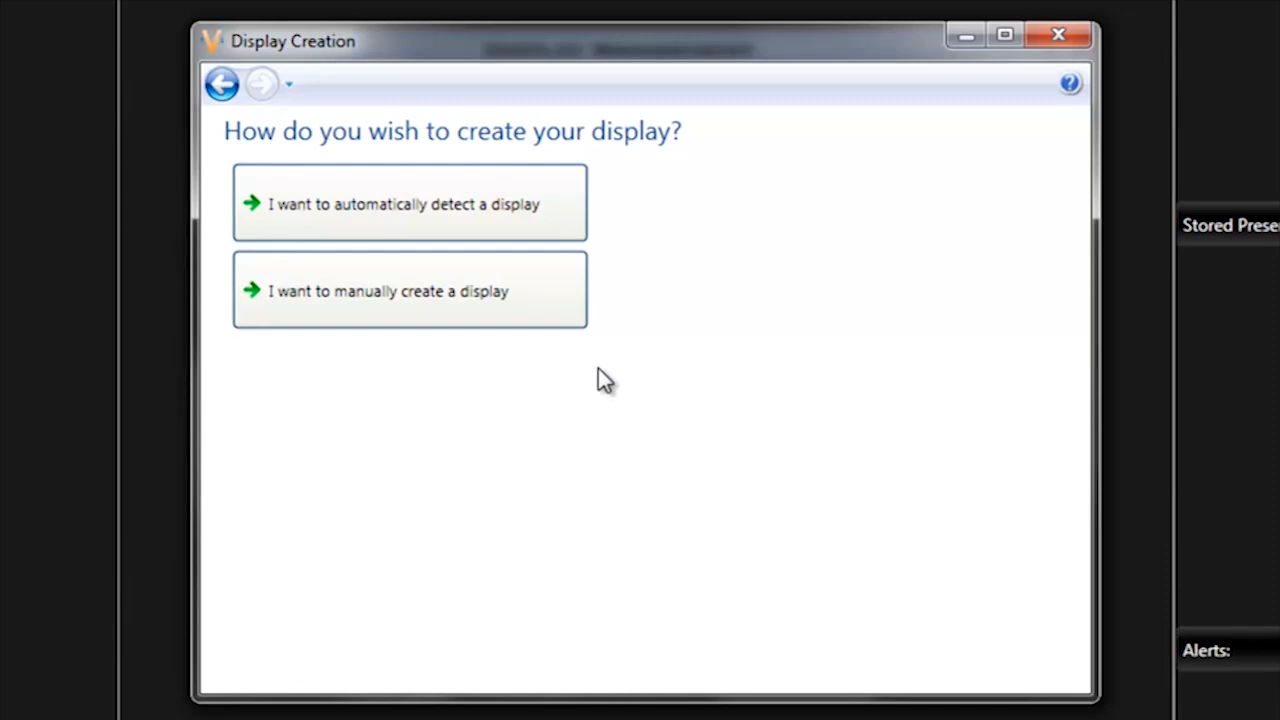 Display Creation
How do you wish to create your display?
I want to automatically detect a display
I want to manually create a display
Stored Prese
Alerts: